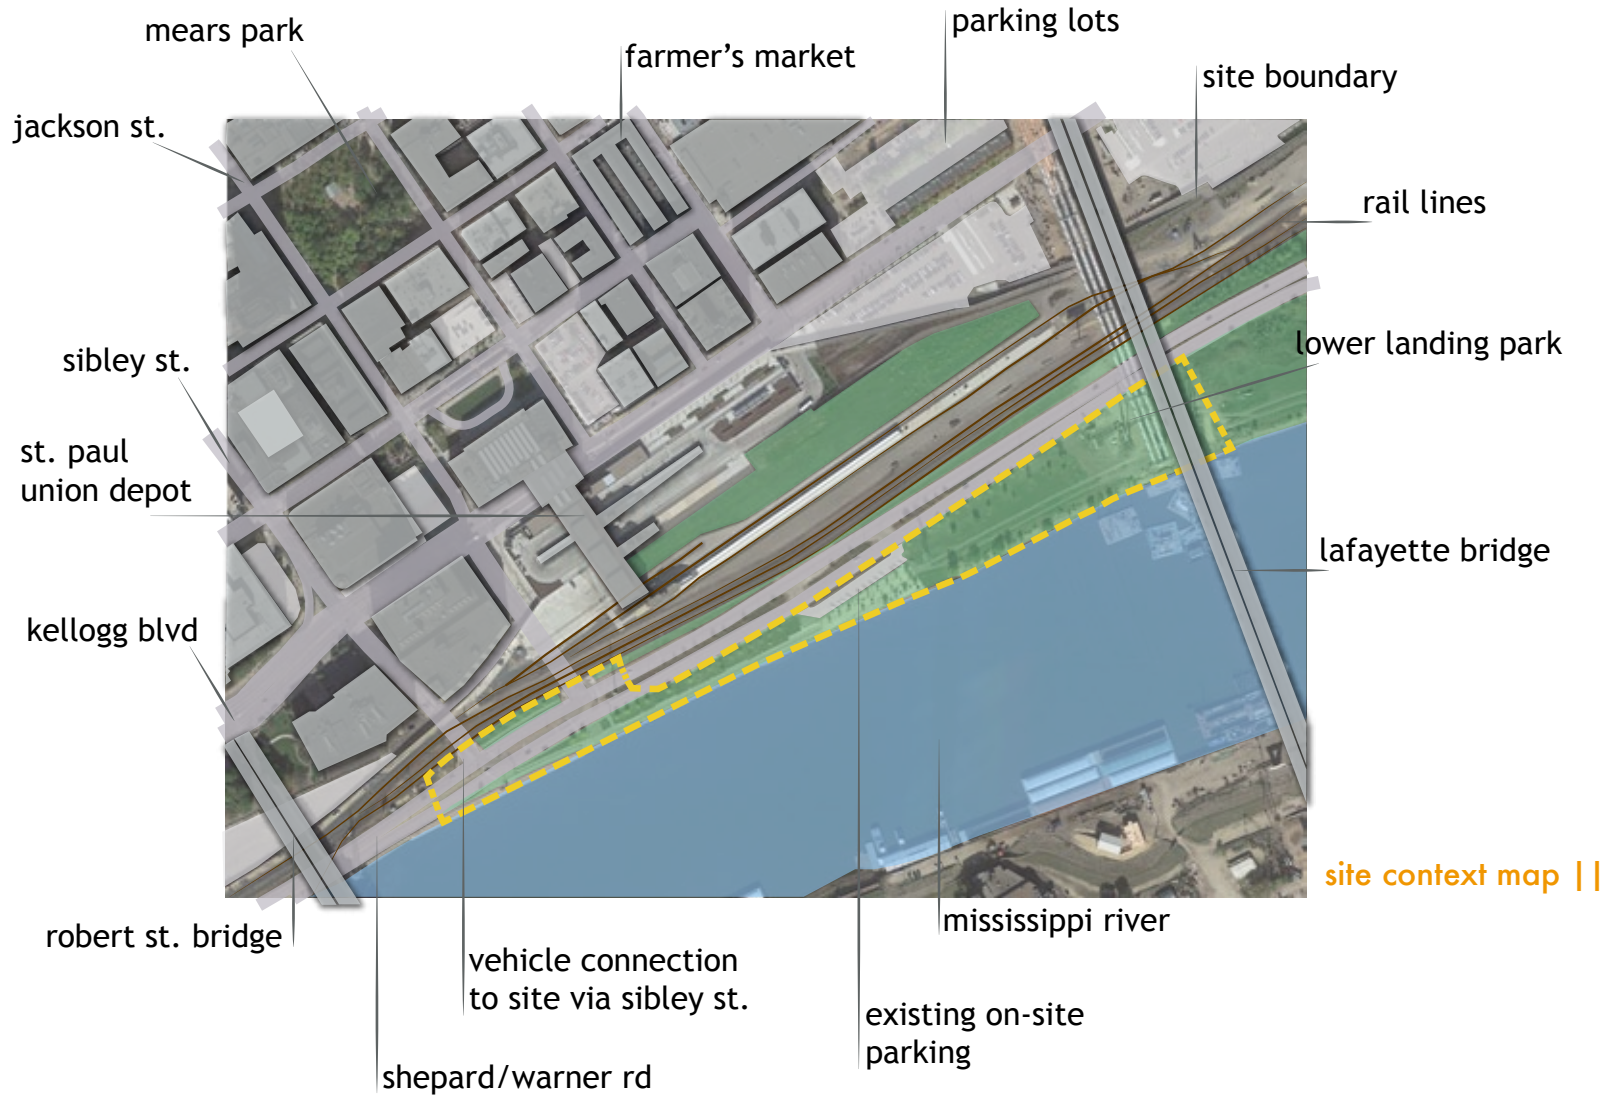 parking lots
mears park
farmer's market
site boundary
jackson st.
rail lines
lower landing park
sibley st.
st. paul
union depot
lafayette bridge
kellogg blvd
site context map ||
mississippi river
robert st. bridge
vehicle connection
to site via sibley st.
existing on-site
parking
shepard/warner rd